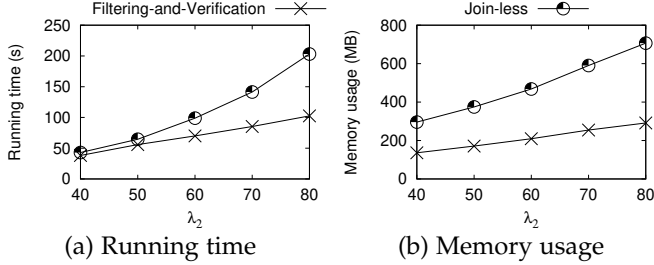 Filtering-and-Verification
Join-less
Running time (s)
250
200
150
100
50
0
40 50 60 70 80
λ2
(a) Running time
Memory usage (MB)
800
600
400
200
0
40 50 60 70 80
λ2
(b) Memory usage